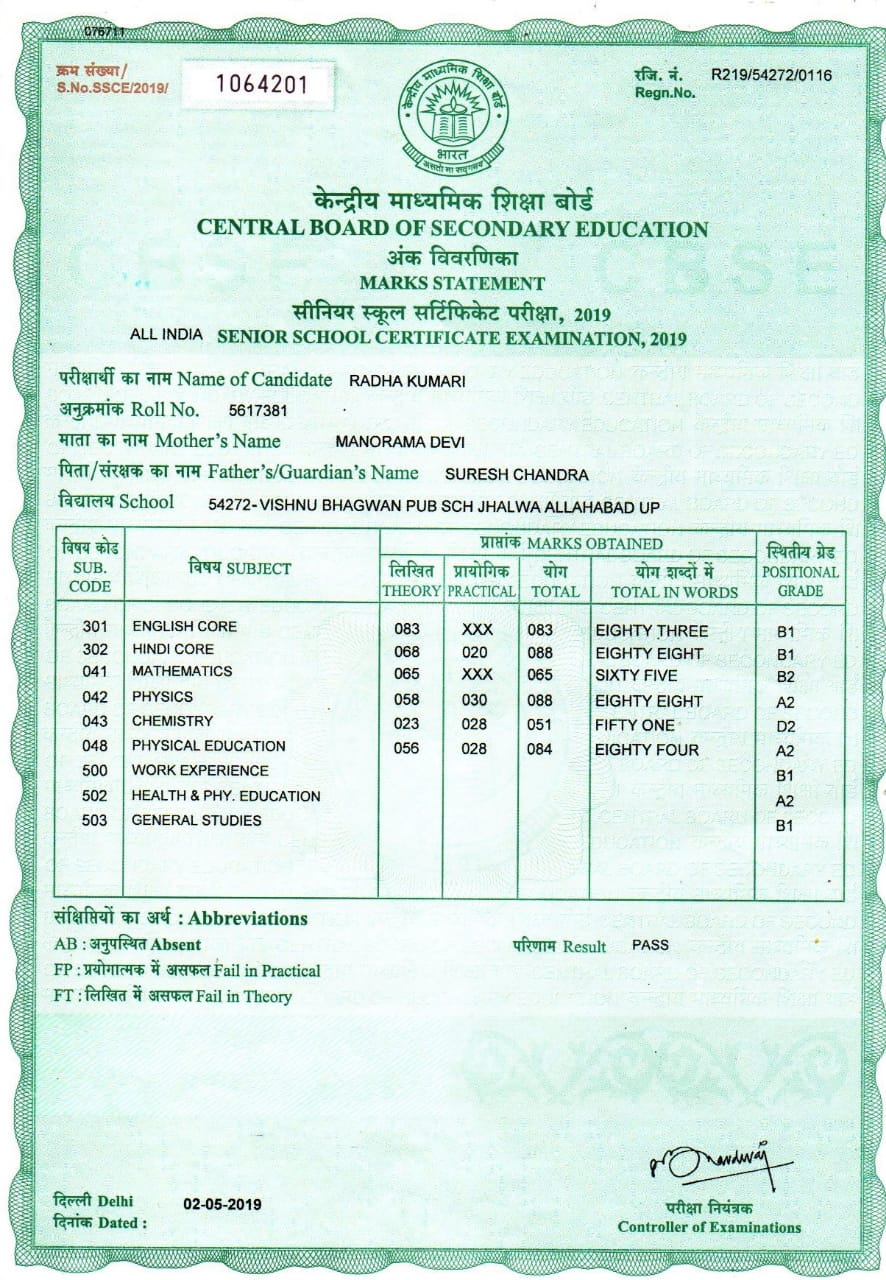 076711
क्रम संख्या/
S.No.SSCE/2019/
1064201
रजि. नं. R219/54272/0116
Regn.No.
केन्द्रीय माध्यमिक शिक्षा बोर्ड
भारत
असतो मा सद्गमय
केन्द्रीय माध्यमिक शिक्षा बोर्ड
CENTRAL BOARD OF SECONDARY EDUCATION
अंक विवरणिका
MARKS STATEMENT
सीनियर स्कूल सर्टिफिकेट परीक्षा, 2019
ALL INDIA SENIOR SCHOOL CERTIFICATE EXAMINATION, 2019
परीक्षार्थी का नाम Name of Candidate RADHA KUMARI
अनुक्रमांक Roll No. 5617381
माता का नाम Mother's Name MANORAMA DEVI
पिता/संरक्षक का नाम Father's/Guardian's Name SURESH CHANDRA
विद्यालय School 54272-VISHNU BHAGWAN PUB SCH JHALWA ALLAHABAD UP
विषय कोड SUB. CODE विषय SUBJECT प्राप्तांक MARKS OBTAINED स्थितीय ग्रेड POSITIONAL GRADE
लिखित THEORY प्रायोगिक PRACTICAL योग TOTAL योग शब्दों में TOTAL IN WORDS
301 ENGLISH CORE 083 XXX 083 EIGHTY THREE B1
302 HINDI CORE 068 020 088 EIGHTY EIGHT B1
041 MATHEMATICS 065 XXX 065 SIXTY FIVE B2
042 PHYSICS 058 030 088 EIGHTY EIGHT A2
043 CHEMISTRY 023 028 051 FIFTY ONE D2
048 PHYSICAL EDUCATION 056 028 084 EIGHTY FOUR A2
500 WORK EXPERIENCE B1
502 HEALTH & PHY. EDUCATION A2
503 GENERAL STUDIES B1
संक्षिप्तियों का अर्थ : Abbreviations
AB : अनुपस्थित Absent
परिणाम Result PASS
FP : प्रयोगात्मक में असफल Fail in Practical
FT : लिखित में असफल Fail in Theory
दिल्ली Delhi
दिनांक Dated : 02-05-2019
परीक्षा नियंत्रक
Controller of Examinations